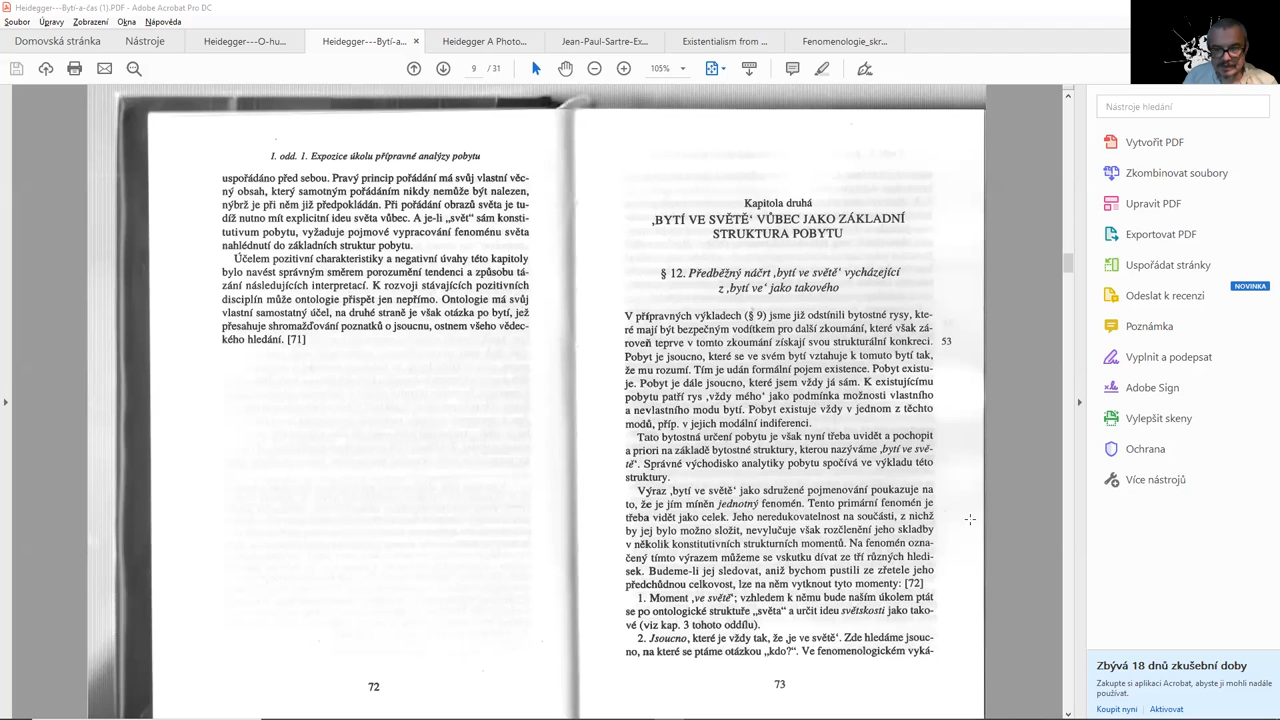 Heidegger---Bytí-a-čas (1).PDF - Adobe Acrobat Pro DC
Soubor Úpravy Zobrazení Okna Nápověda
Domovská stránka Nástroje Heidegger---O-hu... Heidegger---Bytí-a... × Heidegger A Photo... Jean-Paul-Sartre-Ex... Existentialism from ... Fenomenologie_skr...
9 / 31 105%
I. odd. 1. Expozice úkolu přípravné analýzy pobytu
uspořádáno před sebou. Pravý princip pořádání má svůj vlastní věc-
ný obsah, který samotným pořádáním nikdy nemůže být nalezen,
nýbrž je při něm již předpokládán. Při pořádání obrazů světa je tu-
díž nutno mít explicitní ideu světa vůbec. A je-li „svět“ sám konsti-
tutivum pobytu, vyžaduje pojmové vypracování fenoménu světa
nahlédnutí do základních struktur pobytu.
Účelem pozitivní charakteristiky a negativní úvahy této kapitoly
bylo navést správným směrem porozumění tendenci a způsobu tá-
zání následujících interpretací. K rozvoji stávajících pozitivních
disciplín může ontologie přispět jen nepřímo. Ontologie má svůj
vlastní samostatný účel, na druhé straně je však otázka po bytí, jež
přesahuje shromažďování poznatků o jsoucnu, ostnem všeho vědec-
kého hledání. [71]
72
Kapitola druhá
‚BYTÍ VE SVĚTĚ‘ VŮBEC JAKO ZÁKLADNÍ
STRUKTURA POBYTU
§ 12. Předběžný náčrt ‚bytí ve světě‘ vycházející
z ‚bytí ve‘ jako takového
V přípravných výkladech (§ 9) jsme již odstínili bytostné rysy, kte-
ré mají být bezpečným vodítkem pro další zkoumání, které však zá-
roveň teprve v tomto zkoumání získají svou strukturální konkreci. 53
Pobyt je jsoucno, které se ve svém bytí vztahuje k tomuto bytí tak,
že mu rozumí. Tím je udán formální pojem existence. Pobyt existu-
je. Pobyt je dále jsoucno, které jsem vždy já sám. K existujícímu
pobytu patří rys ‚vždy mého‘ jako podmínka možnosti vlastního
a nevlastního modu bytí. Pobyt existuje vždy v jednom z těchto
modů, příp. v jejich modální indiferenci.
Tato bytostná určení pobytu je však nyní třeba uvidět a pochopit
a priori na základě bytostné struktury, kterou nazýváme ‚bytí ve svě-
tě‘. Správné východisko analytiky pobytu spočívá ve výkladu této
struktury.
Výraz ‚bytí ve světě‘ jako sdružené pojmenování poukazuje na
to, že je jím míněn jednotný fenomén. Tento primární fenomén je
třeba vidět jako celek. Jeho neredukovatelnost na součásti, z nichž
by jej bylo možno složit, nevylučuje však rozčlenění jeho skladby
v několik konstitutivních strukturních momentů. Na fenomén ozna-
čený tímto výrazem můžeme se vskutku dívat ze tří různých hledi-
sek. Budeme-li jej sledovat, aniž bychom pustili ze zřetele jeho
předchůdnou celkovost, lze na něm vytknout tyto momenty: [72]
1. Moment ‚ve světě‘; vzhledem k němu bude naším úkolem ptát
se po ontologické struktuře „světa“ a určit ideu světskosti jako tako-
vé (viz kap. 3 tohoto oddílu).
2. Jsoucno, které je vždy tak, že ‚je ve světě‘. Zde hledáme jsouc-
no, na které se ptáme otázkou „kdo?“. Ve fenomenologickém vyká-
73
Nástroje hledání
Vytvořit PDF
Zkombinovat soubory
Upravit PDF
Exportovat PDF
Uspořádat stránky
NOVINKA
Odeslat k recenzi
Poznámka
Vyplnit a podepsat
Adobe Sign
Vylepšit skeny
Ochrana
Více nástrojů
Zbývá 18 dnů zkušební doby
Zakupte si aplikaci Acrobat, abyste ji mohli nadále
používat.
Koupit nyní Aktivovat